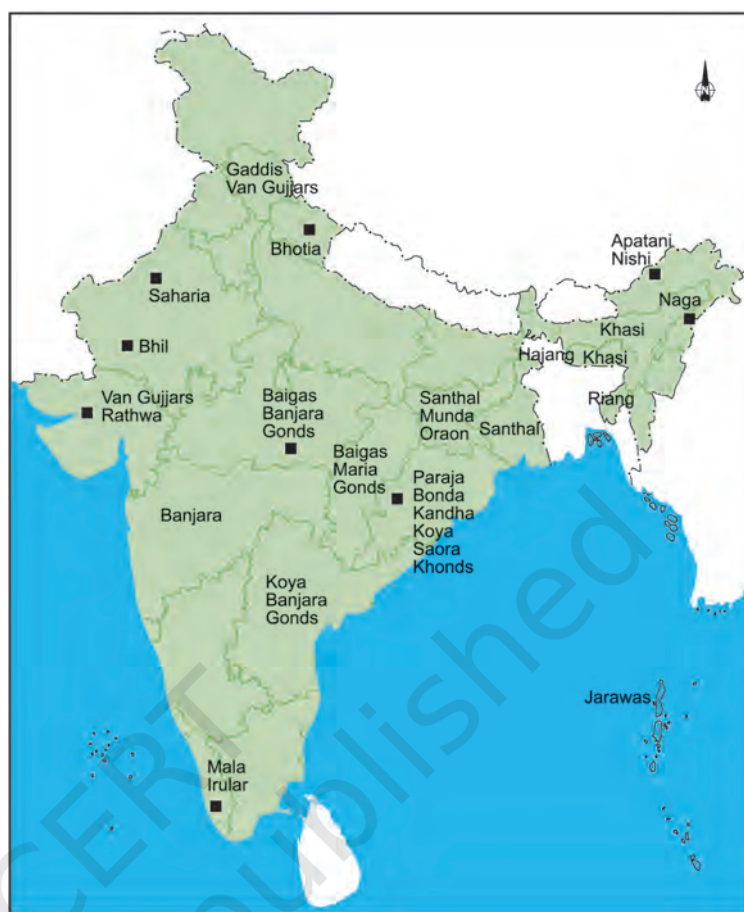 N
Gaddis
Van Gujjars
Bhotia
Apatani
Nishi
Saharia
Naga
Khasi
Bhil
Hajang
Khasi
Van Gujjars
Rathwa
Baigas
Banjara
Gonds
Santhal
Munda
Oraon
Santhal
Riang
Baigas
Maria
Gonds
Paraja
Bonda
Kandha
Koya
Saora
Khonds
Banjara
Koya
Banjara
Gonds
Jarawas
Mala
Irular
CERT
published